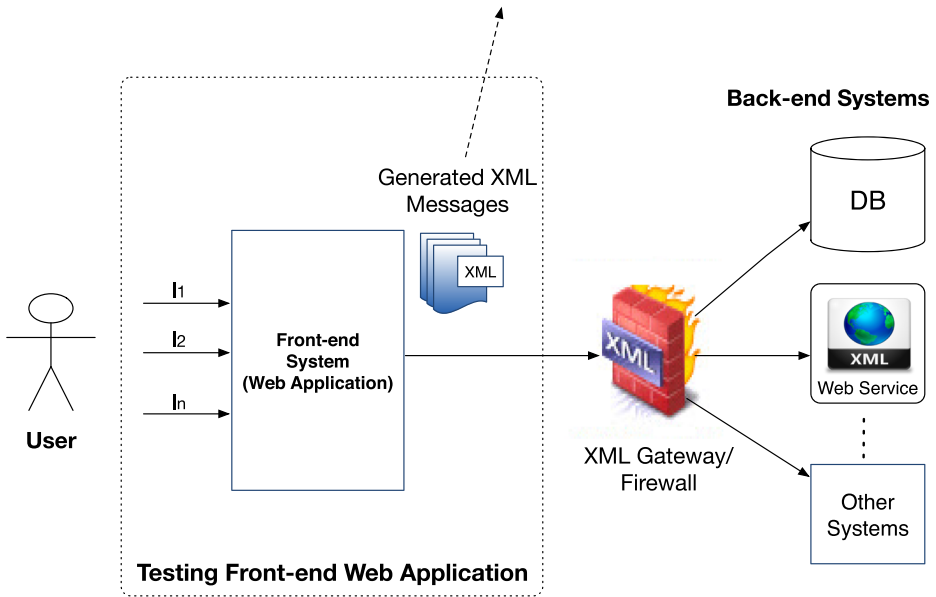 Back-end Systems
Generated XML
Messages
XML
DB
I1
I2
In
Front-end
System
(Web Application)
User
XML
XML
Web Service
XML Gateway/
Firewall
Other
Systems
Testing Front-end Web Application